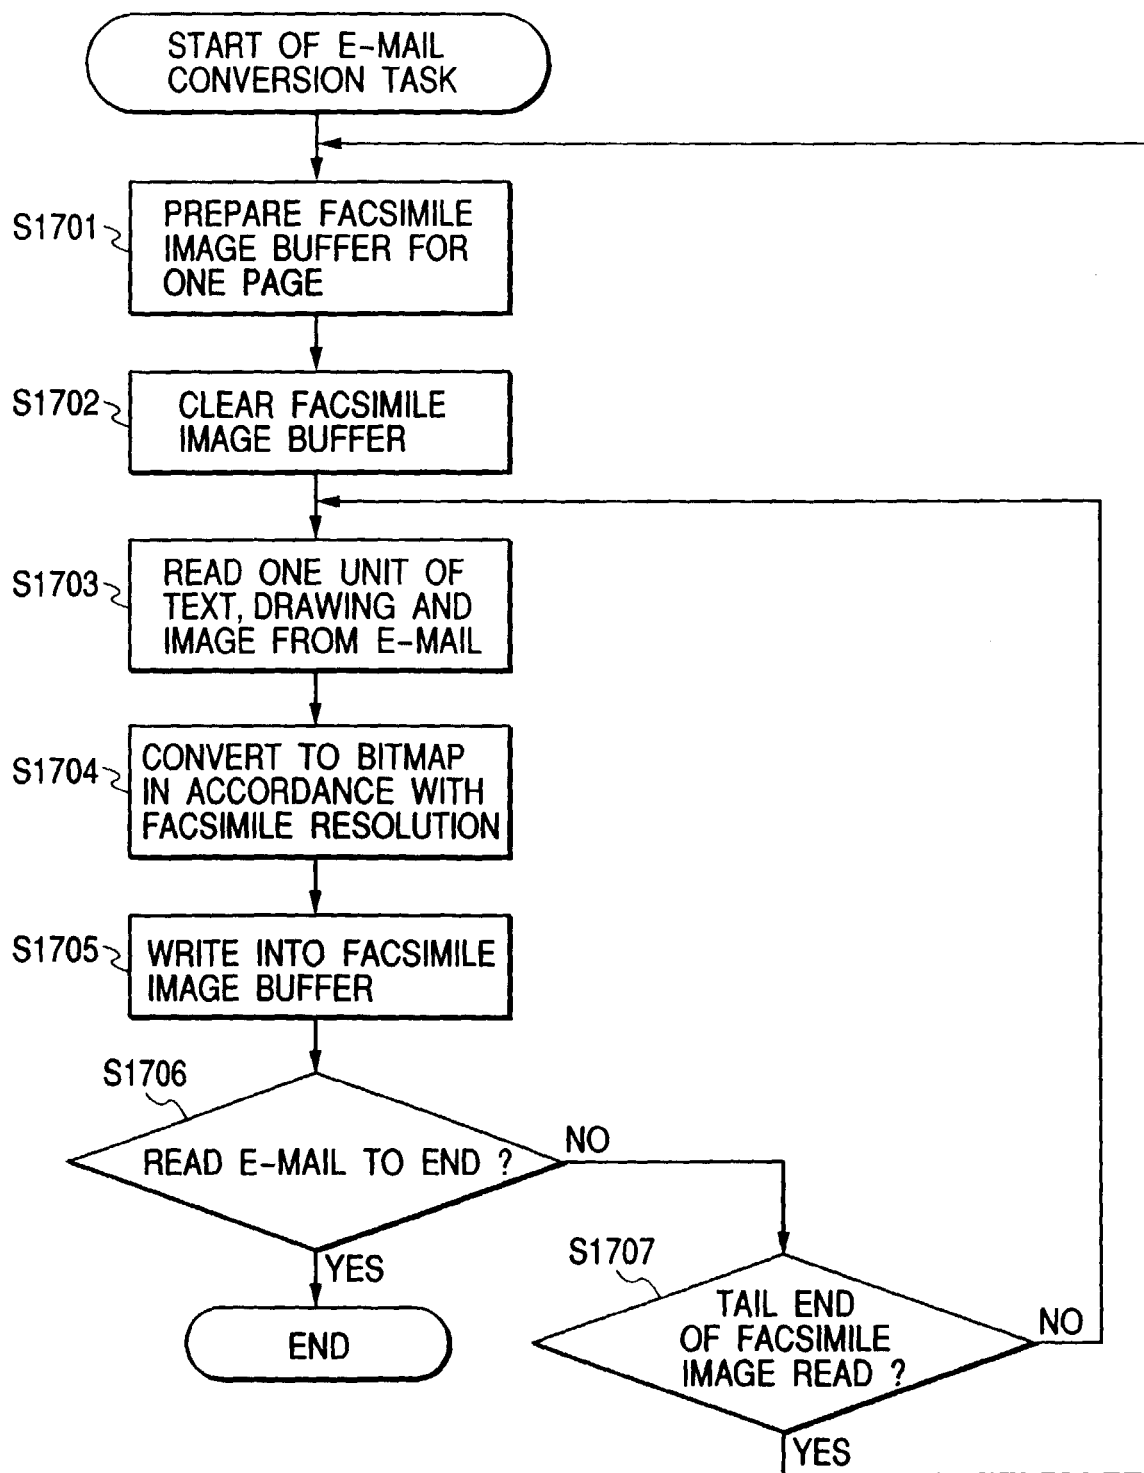 START OF E-MAIL
CONVERSION TASK
S1701
PREPARE FACSIMILE
IMAGE BUFFER FOR
ONE PAGE
S1702
CLEAR FACSIMILE
IMAGE BUFFER
S1703
READ ONE UNIT OF
TEXT, DRAWING AND
IMAGE FROM E-MAIL
S1704
CONVERT TO BITMAP
IN ACCORDANCE WITH
FACSIMILE RESOLUTION
S1705
WRITE INTO FACSIMILE
IMAGE BUFFER
S1706
READ E-MAIL TO END ?
NO
YES
END
S1707
TAIL END
OF FACSIMILE
IMAGE READ ?
NO
YES